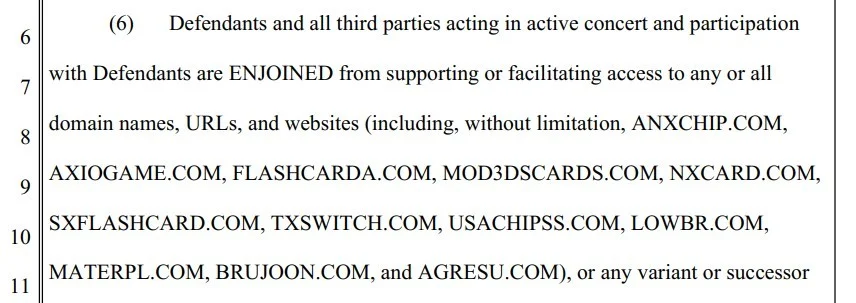 6 (6) Defendants and all third parties acting in active concert and participation
7 with Defendants are ENJOINED from supporting or facilitating access to any or all
8 domain names, URLs, and websites (including, without limitation, ANXCHIP.COM,
9 AXIOGAME.COM, FLASHCARDA.COM, MOD3DSCARDS.COM, NXCARD.COM,
10 SXFLASHCARD.COM, TXSWITCH.COM, USACHIPSS.COM, LOWBR.COM,
11 MATERPL.COM, BRUJOON.COM, and AGRESU.COM), or any variant or successor